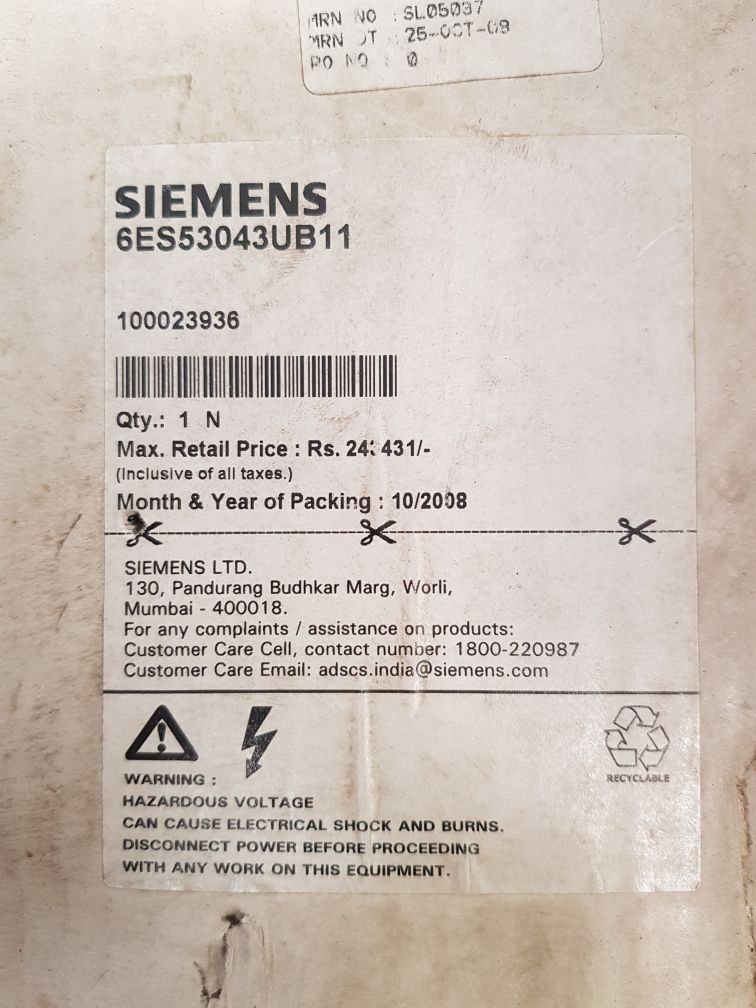 MRN NO : SL05097
MRN DT : 25-OCT-08
PO NO : 0
SIEMENS
6ES53043UB11
100023936
Qty.: 1 N
Max. Retail Price : Rs.
(Inclusive of all taxes.)
Month & Year of Packing : 10/2008
SIEMENS LTD.
130, Pandurang Budhkar Marg, Worli,
Mumbai - 400018.
For any complaints / assistance on products:
Customer Care Cell, contact number: 1800-220987
Customer Care Email: adscs.india@siemens.com
WARNING :
HAZARDOUS VOLTAGE
CAN CAUSE ELECTRICAL SHOCK AND BURNS.
DISCONNECT POWER BEFORE PROCEEDING
WITH ANY WORK ON THIS EQUIPMENT.
RECYCLABLE